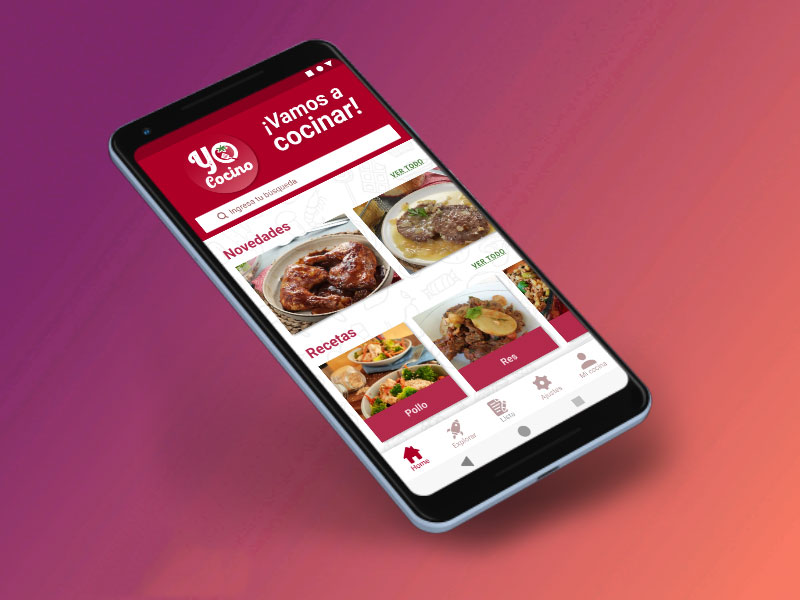 ¡Vamos a
cocinar!
YO
Cocino
Ingresa tu búsqueda
Novedades
VER TODO
Recetas
VER TODO
Pollo
Res
Home
Explorar
Lista
Ajustes
Mi cocina